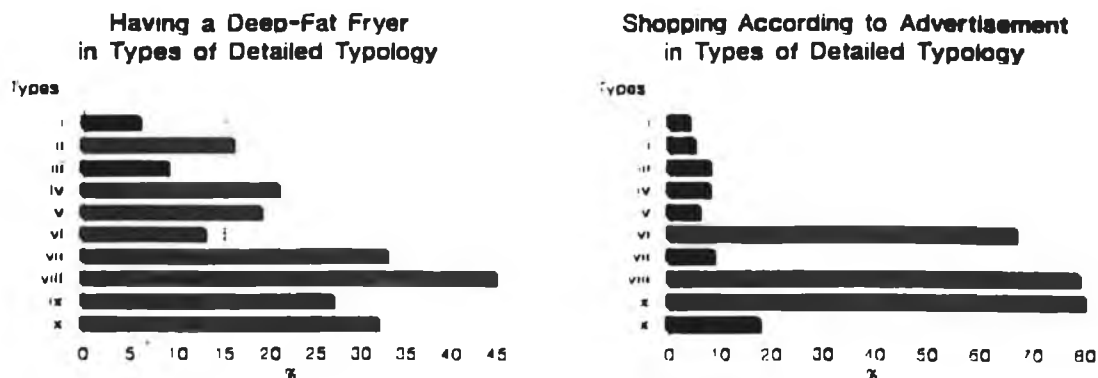 Having a Deep-Fat Fryer
in Types of Detailed Typology
Types
i
ii
iii
iv
v
vi
vii
viii
ix
x
0 5 10 15 20 25 30 35 40 45
%
Shopping According to Advertisement
in Types of Detailed Typology
Types
i
i
iii
iv
v
vi
vii
viii
x
x
0 10 20 30 40 50 60 70 80
%